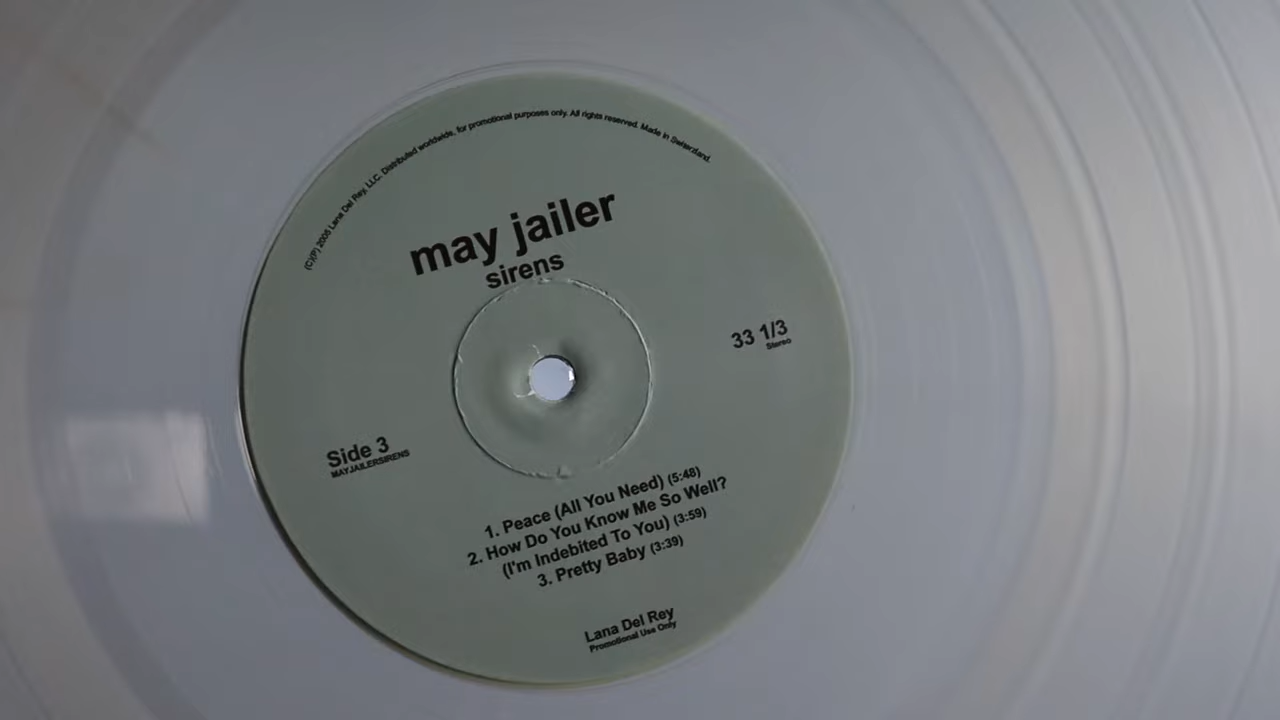 (C)(P) 2006 Lana Del Rey, LLC. Distributed worldwide, for promotional purposes only. All rights reserved. Made in Switerzland.
may jailer
sirens
33 1/3
Stereo
Side 3
MAYJAILERSIRENS
1. Peace (All You Need) (5:48)
2. How Do You Know Me So Well?
(I'm Indebited To You) (3:59)
3. Pretty Baby (3:39)
Lana Del Rey
Promotional Use Only